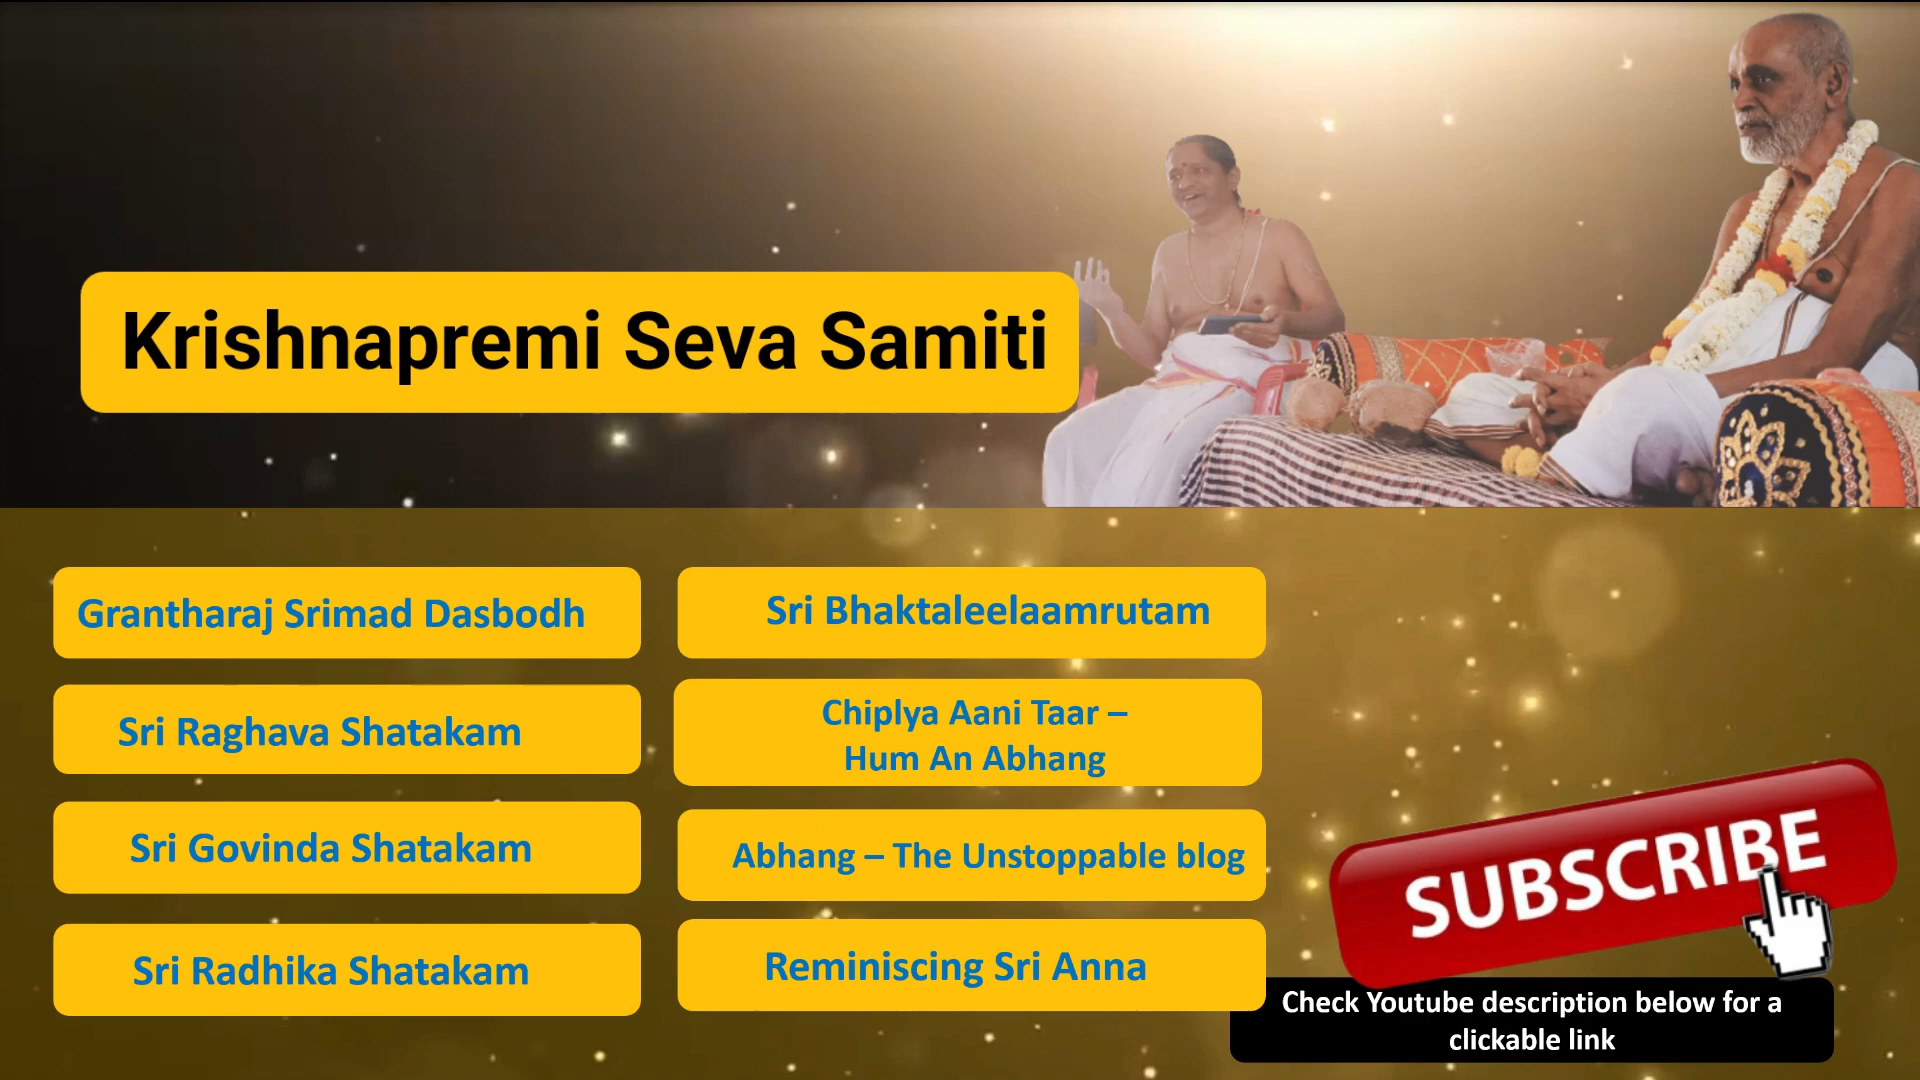 Krishnapremi Seva Samiti
Grantharaj Srimad Dasbodh
Sri Raghava Shatakam
Sri Govinda Shatakam
Sri Radhika Shatakam
Sri Bhaktaleelaamrutam
Chiplya Aani Taar –
Hum An Abhang
Abhang – The Unstoppable blog
Reminiscing Sri Anna
SUBSCRIBE
Check Youtube description below for a
clickable link